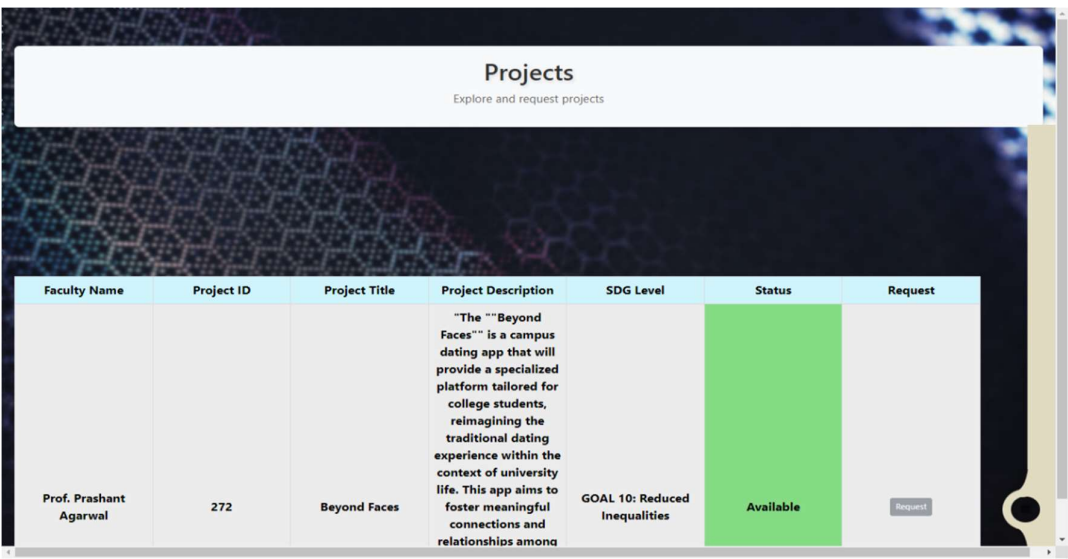 Projects
Explore and request projects
Faculty Name Project ID Project Title Project Description SDG Level Status Request
"The ""Beyond
Faces"" is a campus
dating app that will
provide a specialized
platform tailored for
college students,
reimagining the
traditional dating
experience within the
context of university
life. This app aims to
foster meaningful
connections and
relationships among
Prof. Prashant
Agarwal
272
Beyond Faces
GOAL 10: Reduced
Inequalities
Available
Request